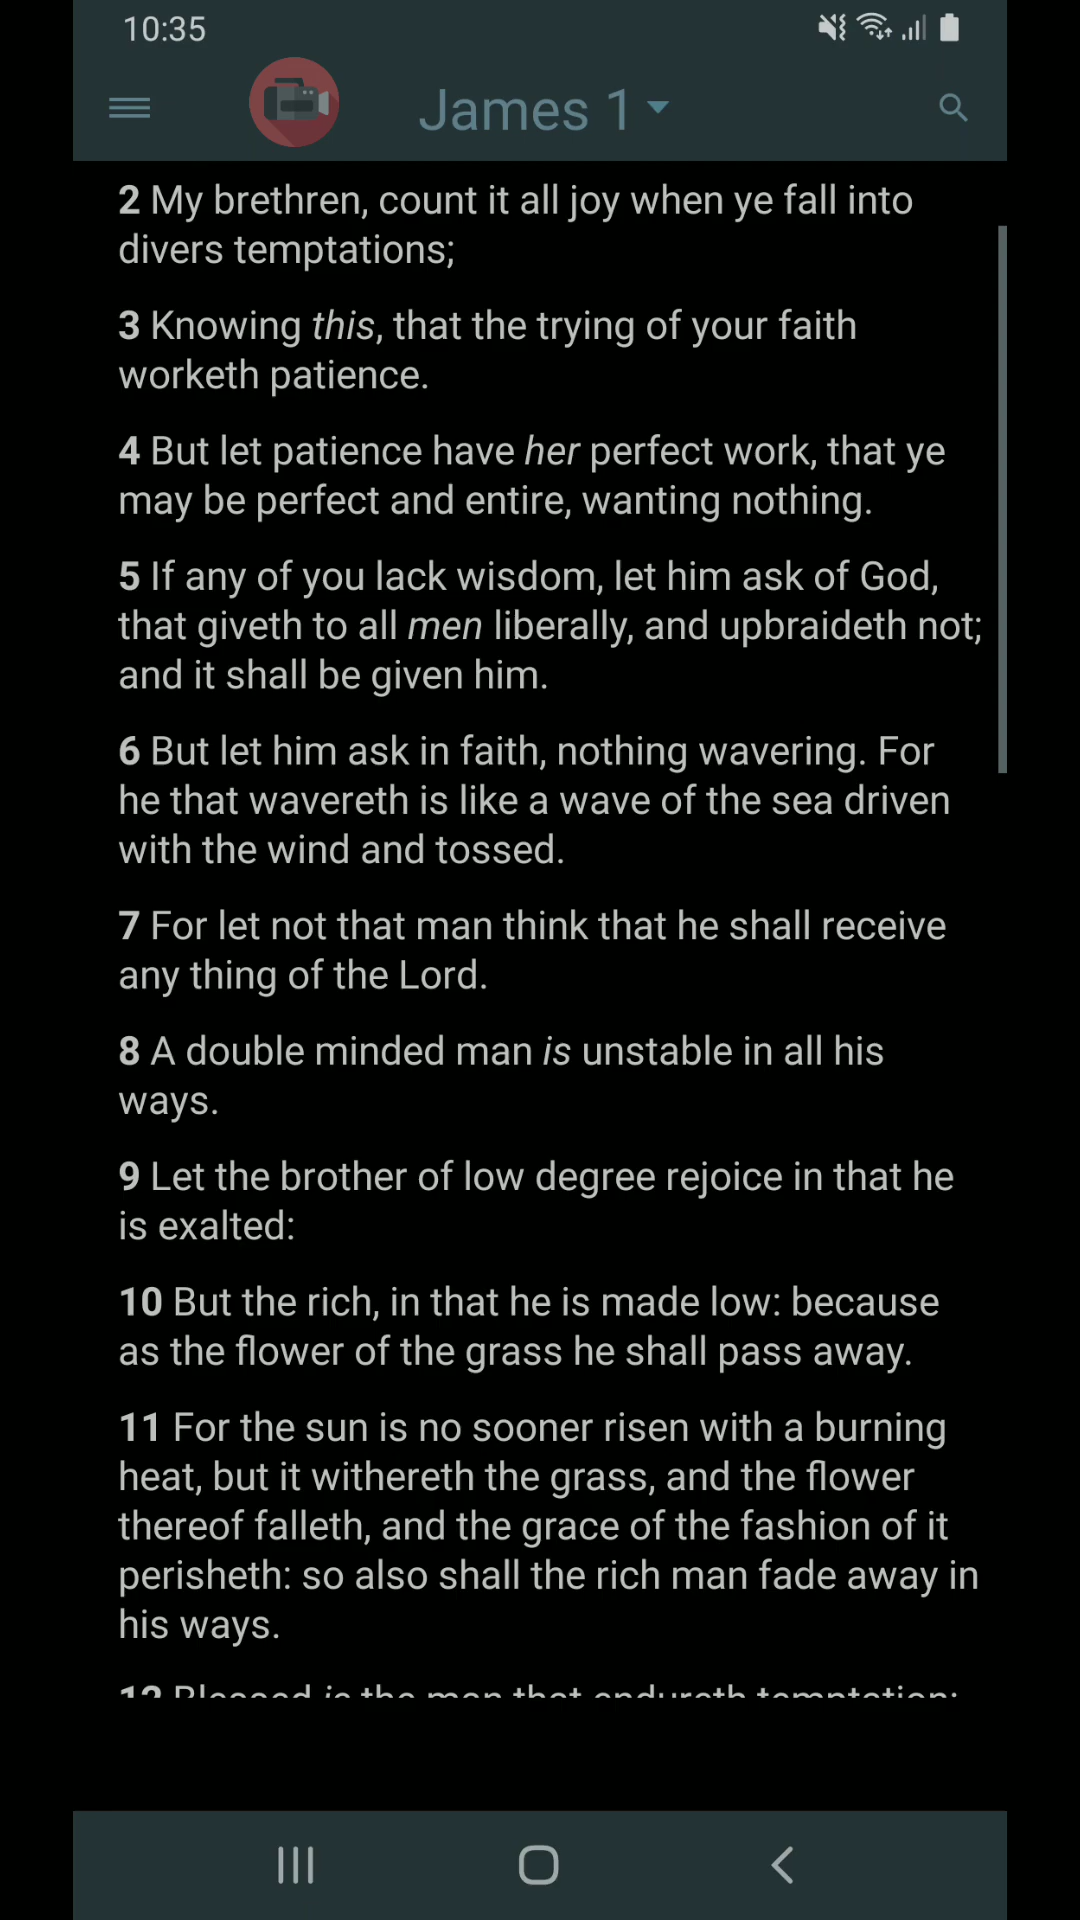 10:35
James 1
2 My brethren, count it all joy when ye fall into
divers temptations;
3 Knowing this, that the trying of your faith
worketh patience.
4 But let patience have her perfect work, that ye
may be perfect and entire, wanting nothing.
5 If any of you lack wisdom, let him ask of God,
that giveth to all men liberally, and upbraideth not;
and it shall be given him.
6 But let him ask in faith, nothing wavering. For
he that wavereth is like a wave of the sea driven
with the wind and tossed.
7 For let not that man think that he shall receive
any thing of the Lord.
8 A double minded man is unstable in all his
ways.
9 Let the brother of low degree rejoice in that he
is exalted:
10 But the rich, in that he is made low: because
as the flower of the grass he shall pass away.
11 For the sun is no sooner risen with a burning
heat, but it withereth the grass, and the flower
thereof falleth, and the grace of the fashion of it
perisheth: so also shall the rich man fade away in
his ways.
12 Blessed is the man that endureth temptation: